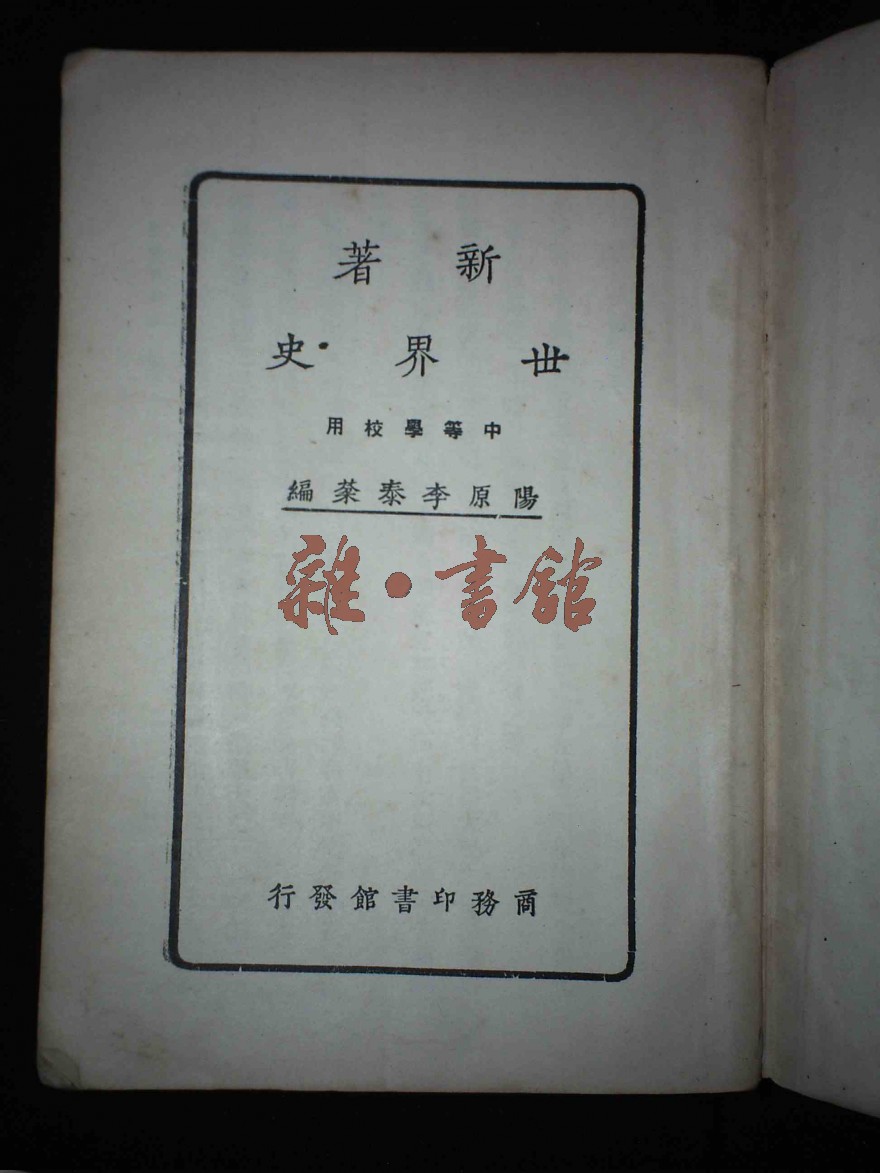 新著
世界史
中等學校用
陽原李泰棻編
雜·書館
商務印書館發行